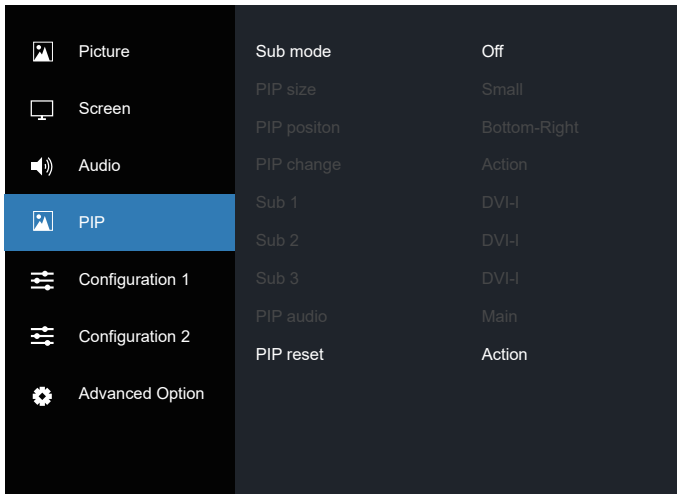 Picture
Screen
Audio
PIP
Configuration 1
Configuration 2
Advanced Option
Sub mode Off
PIP size Small
PIP positon Bottom-Right
PIP change Action
Sub 1 DVI-I
Sub 2 DVI-I
Sub 3 DVI-I
PIP audio Main
PIP reset Action